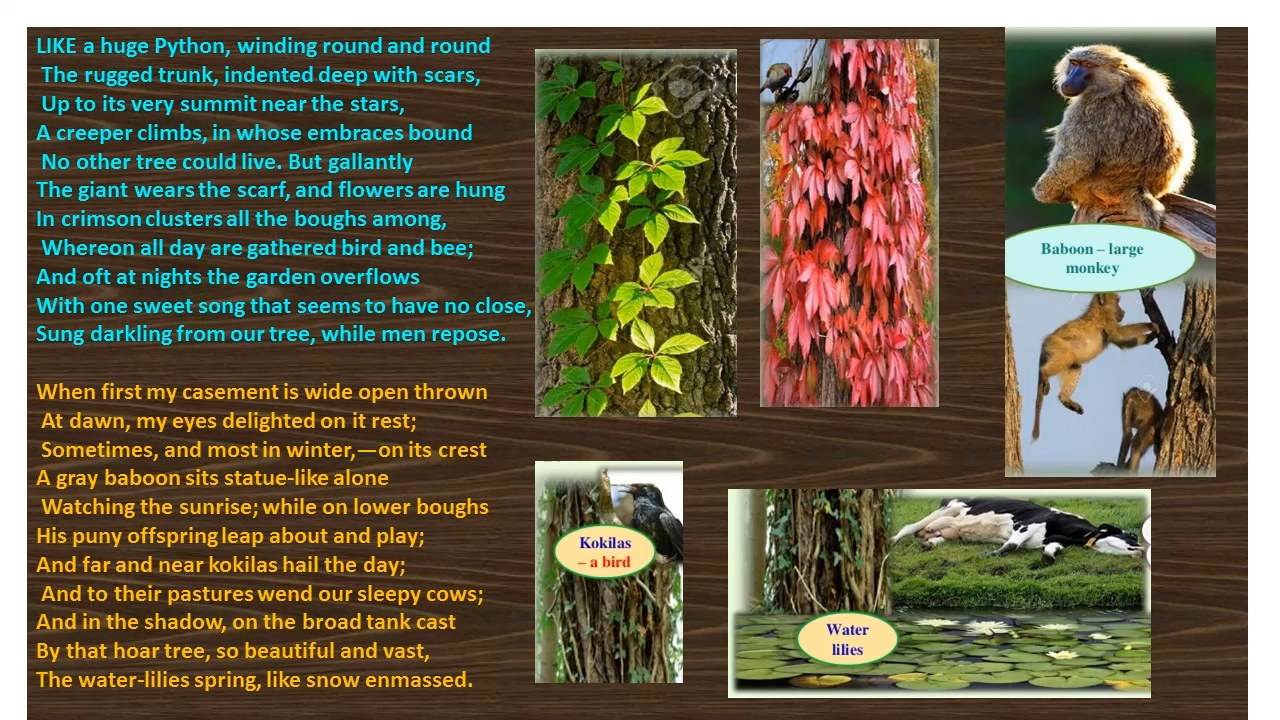 LIKE a huge Python, winding round and round
The rugged trunk, indented deep with scars,
Up to its very summit near the stars,
A creeper climbs, in whose embraces bound
No other tree could live. But gallantly
The giant wears the scarf, and flowers are hung
In crimson clusters all the boughs among,
Whereon all day are gathered bird and bee;
And oft at nights the garden overflows
With one sweet song that seems to have no close,
Sung darkling from our tree, while men repose.
When first my casement is wide open thrown
At dawn, my eyes delighted on it rest;
Sometimes, and most in winter,—on its crest
A gray baboon sits statue-like alone
Watching the sunrise; while on lower boughs
His puny offspring leap about and play;
And far and near kokilas hail the day;
And to their pastures wend our sleepy cows;
And in the shadow, on the broad tank cast
By that hoar tree, so beautiful and vast,
The water-lilies spring, like snow enmassed.
Baboon – large
monkey
Kokilas
– a bird
Water
lilies